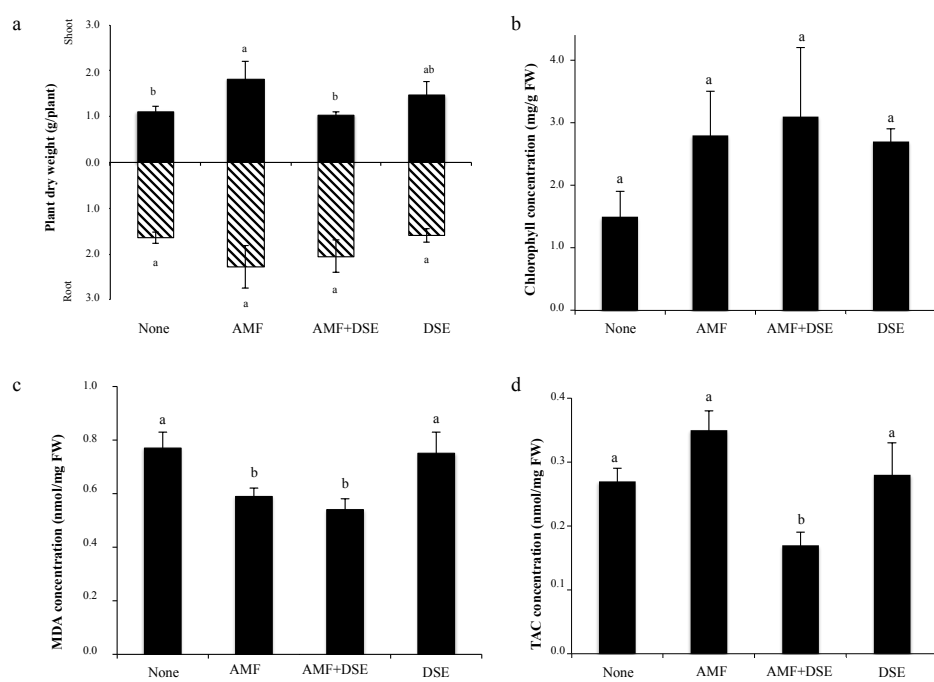 a
Shoot
Plant dry weight (g/plant)
Root
3.0
2.0
1.0
0.0
1.0
2.0
3.0
b
a
b
ab
a
a
a
a
None
AMF
AMF+DSE
DSE
b
Chlorophyll concentration (mg/g FW)
4.0
3.0
2.0
1.0
0.0
a
a
a
a
None
AMF
AMF+DSE
DSE
c
MDA concentration (nmol/mg FW)
1.0
0.8
0.6
0.4
0.2
0.0
a
b
b
a
None
AMF
AMF+DSE
DSE
d
TAC concentration (nmol/mg FW)
0.4
0.3
0.2
0.1
0.0
a
a
b
a
None
AMF
AMF+DSE
DSE